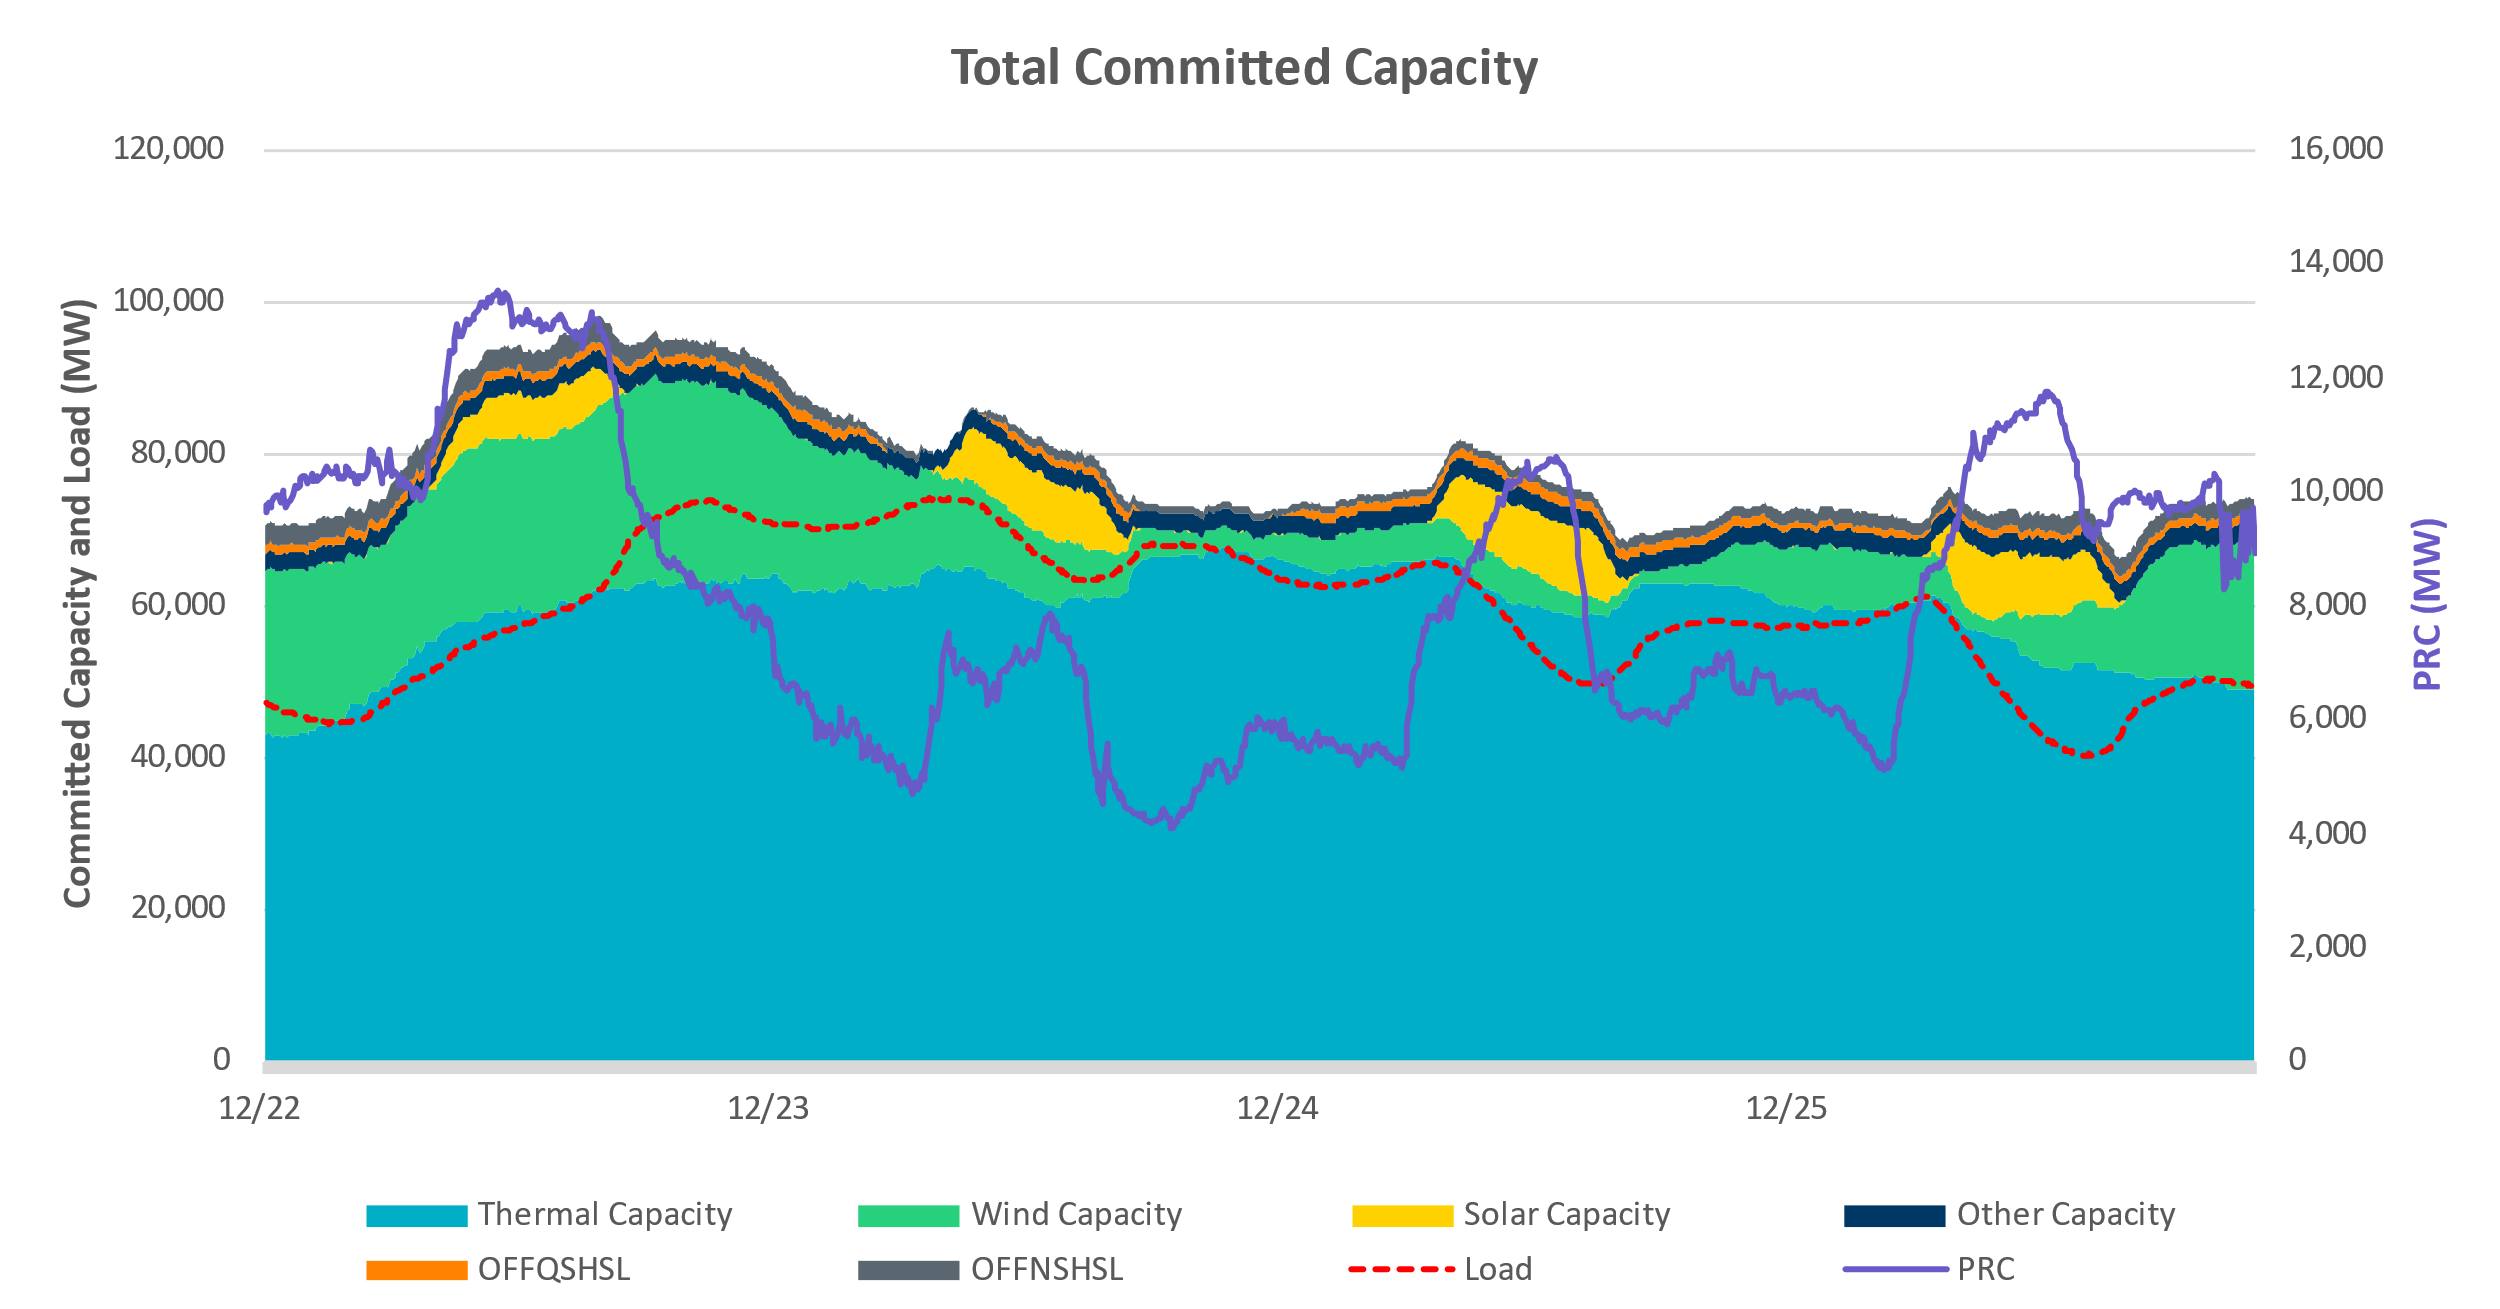 Total Committed Capacity
Committed Capacity and Load (MW)
120,000
100,000
80,000
60,000
40,000
20,000
0
16,000
14,000
12,000
10,000
8,000
6,000
4,000
2,000
0
PRC (MW)
12/22 12/23 12/24 12/25
Thermal Capacity Wind Capacity Solar Capacity Other Capacity
OFFQSHSL OFFNSHSL Load PRC